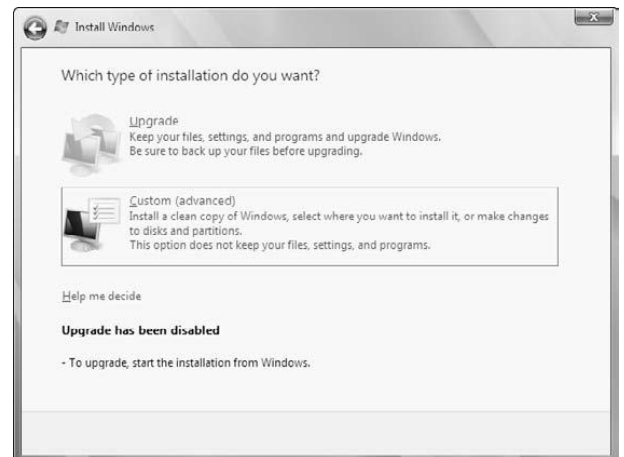 Install Windows
Which type of installation do you want?
Upgrade
Keep your files, settings, and programs and upgrade Windows.
Be sure to back up your files before upgrading.
Custom (advanced)
Install a clean copy of Windows, select where you want to install it, or make changes
to disks and partitions.
This option does not keep your files, settings, and programs.
Help me decide
Upgrade has been disabled
- To upgrade, start the installation from Windows.